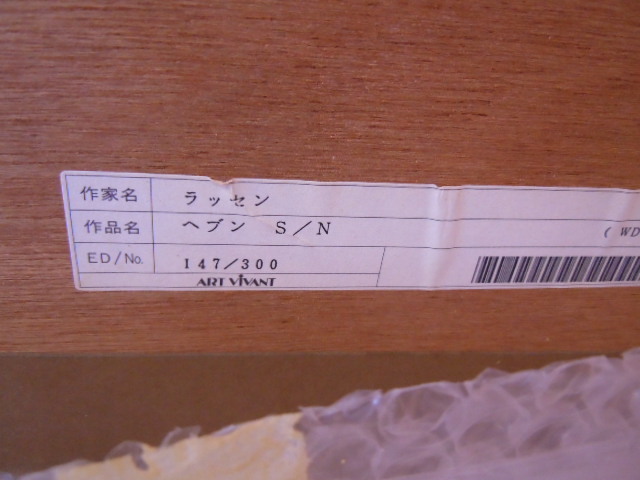 作家名 ラッセン
作品名 ヘブン S/N (WD
ED/No. 147/300
ART VIVANT